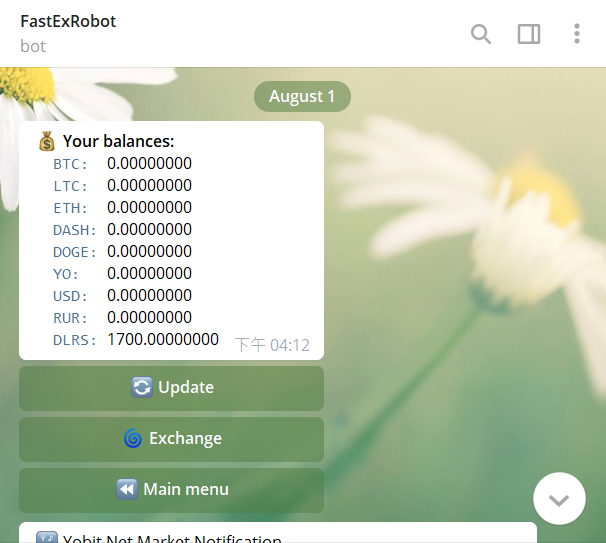 FastExRobot
bot
August 1
Your balances:
BTC: 0.00000000
LTC: 0.00000000
ETH: 0.00000000
DASH: 0.00000000
DOGE: 0.00000000
YO: 0.00000000
USD: 0.00000000
RUR: 0.00000000
DLRS: 1700.00000000
下午 04:12
Update
Exchange
Main menu
Yobit Net Market Notification